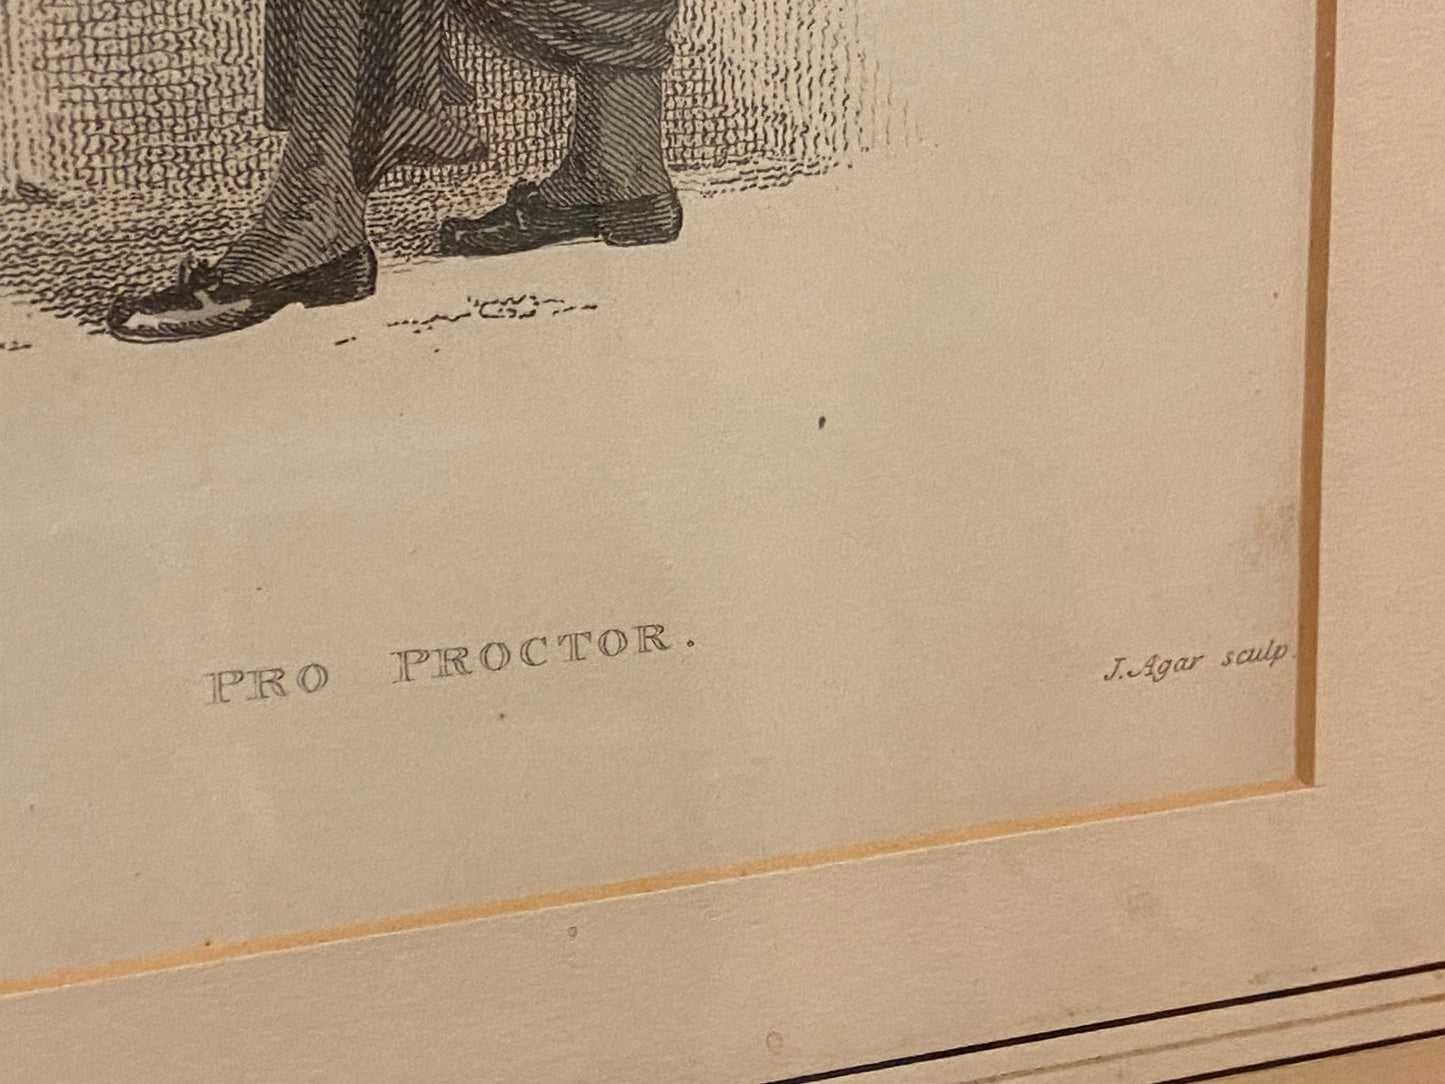 PRO PROCTOR.
J. Agar sculp.